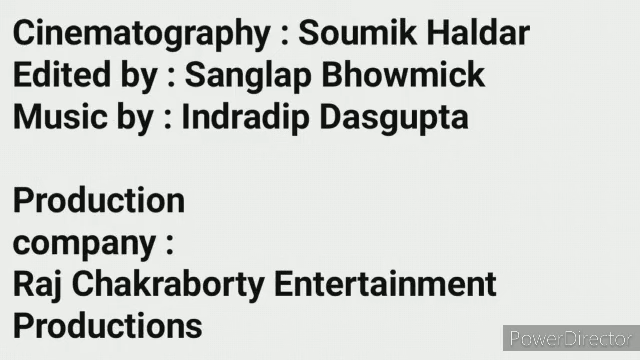 Cinematography : Soumik Haldar
Edited by : Sanglap Bhowmick
Music by : Indradip Dasgupta
Production
company :
Raj Chakraborty Entertainment
Productions
PowerDirector